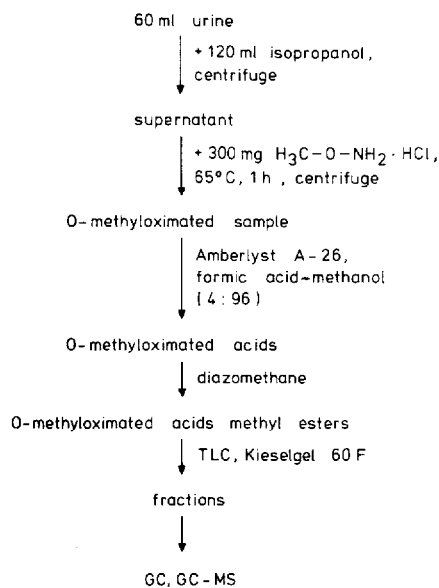 60 ml urine
+ 120 ml isopropanol,
centrifuge
supernatant
+ 300 mg H₃C-O-NH₂·HCl,
65°C, 1 h , centrifuge
O-methyloximated sample
Amberlyst A-26,
formic acid-methanol
(4 : 96)
O-methyloximated acids
diazomethane
O-methyloximated acids methyl esters
TLC, Kieselgel 60 F
fractions
GC, GC-MS